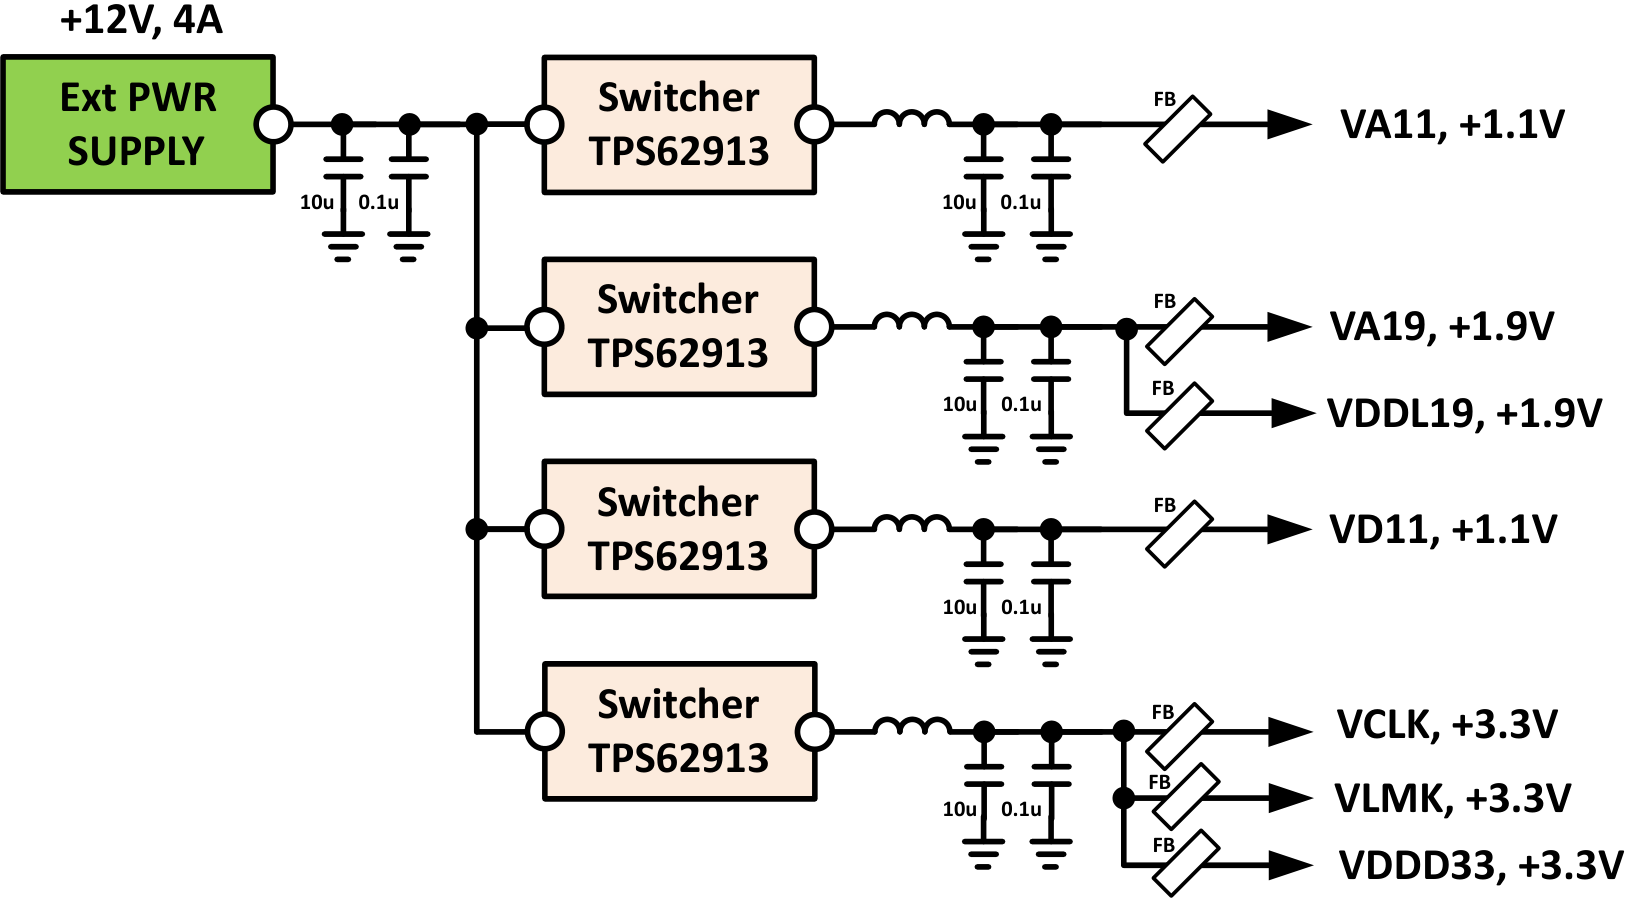 +12V, 4A
Ext PWR
SUPPLY
10u
0.1u
Switcher
TPS62913
10u
0.1u
FB
VA11, +1.1V
Switcher
TPS62913
10u
0.1u
FB
VA19, +1.9V
FB
VDDL19, +1.9V
Switcher
TPS62913
10u
0.1u
FB
VD11, +1.1V
Switcher
TPS62913
10u
0.1u
FB
VCLK, +3.3V
FB
VLMK, +3.3V
FB
VDDD33, +3.3V